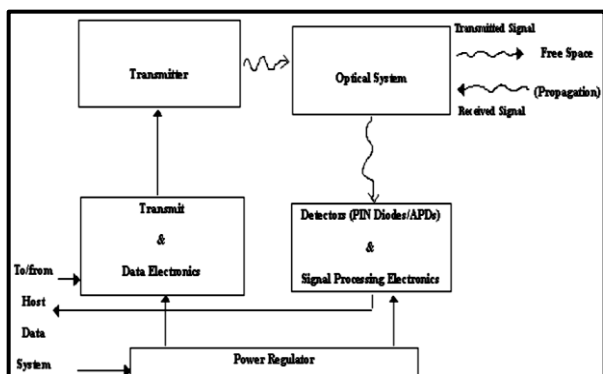 Transmitted Signal
Transmitter
Optical System
Free Space
(Propagation)
Received Signal
Transmit
&
Data Electronics
Detectors (PIN Diodes/APDs)
&
Signal Processing Electronics
To/from
Host
Data
System
Power Regulator